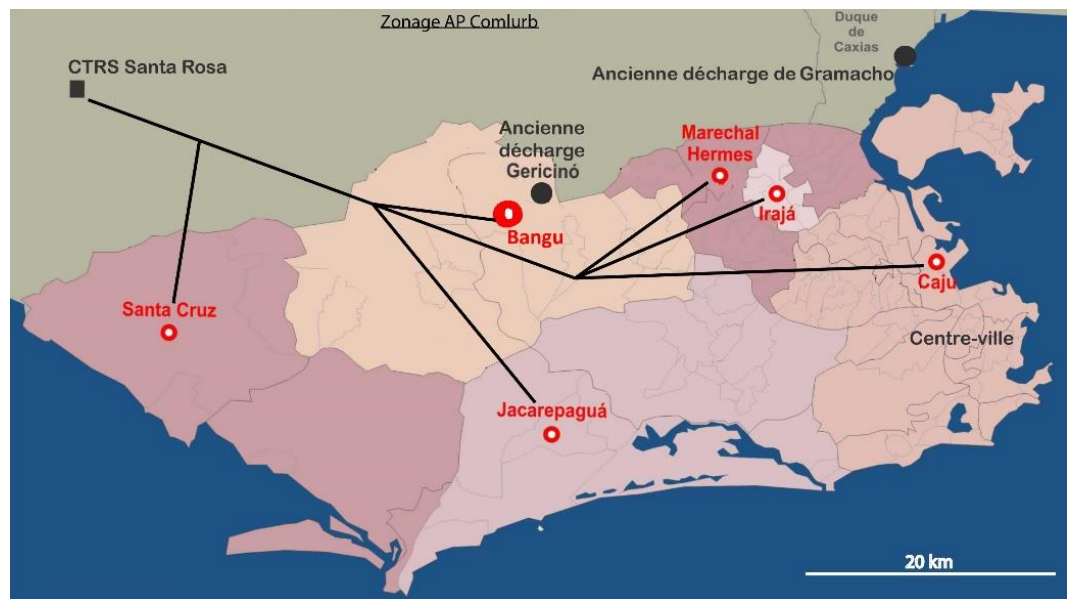 Zonage AP Comlurb
Duque
de
Caxias
CTRS Santa Rosa
Ancienne décharge de Gramacho
Ancienne
décharge
Gericinó
Marechal
Hermes
Irajá
Bangu
Caju
Santa Cruz
Centre-ville
Jacarepaguá
20 km